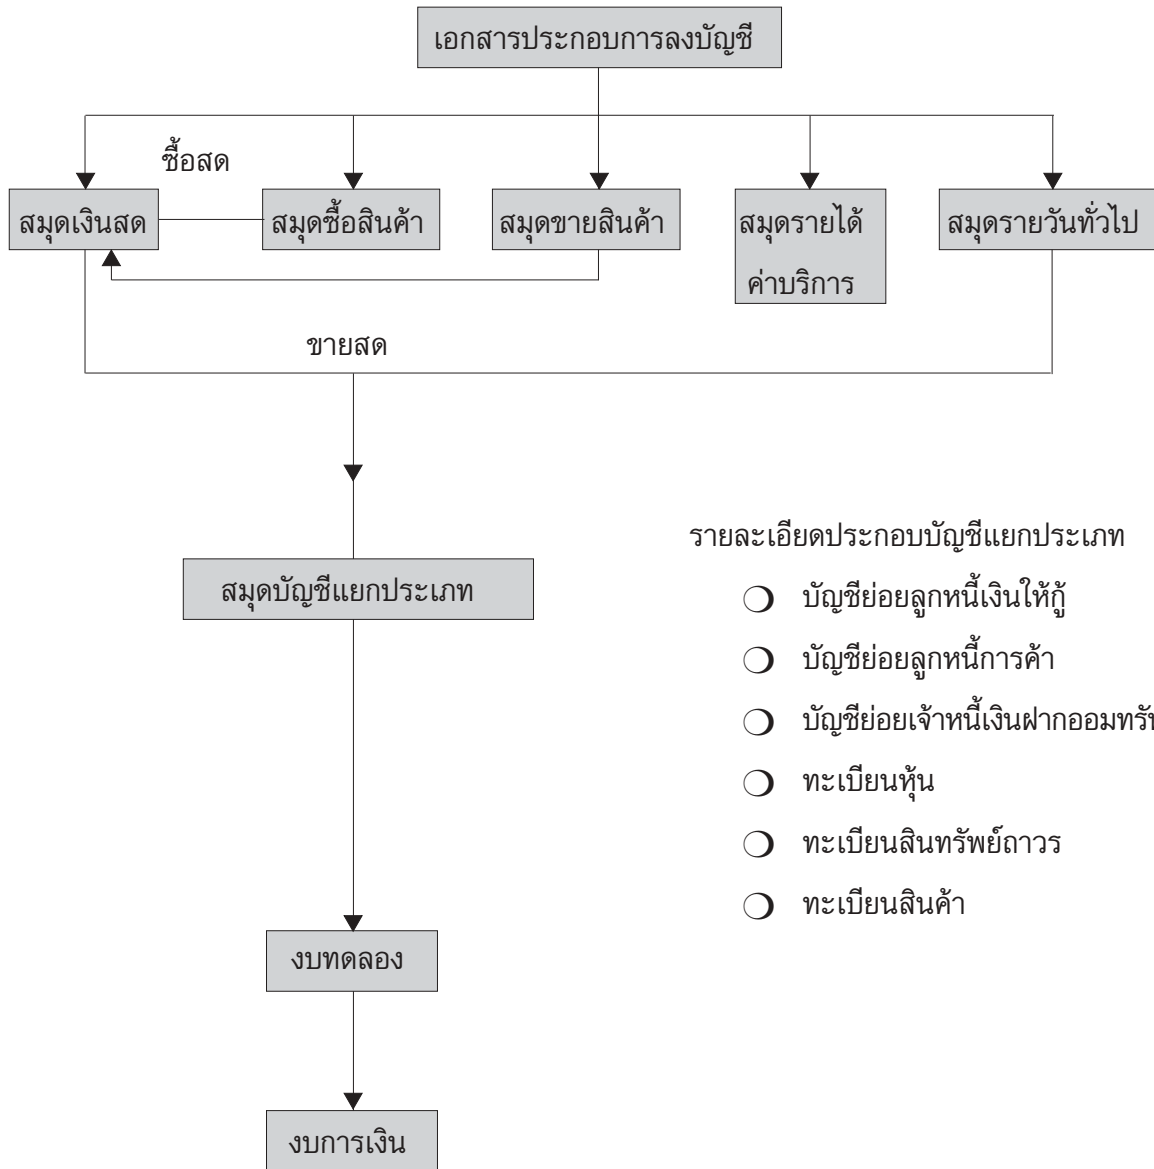 เอกสารประกอบการลงบัญชี
ซื้อสด
สมุดเงินสด
สมุดซื้อสินค้า
สมุดขายสินค้า
สมุดรายได้
ค่าบริการ
สมุดรายวันทั่วไป
ขายสด
สมุดบัญชีแยกประเภท
รายละเอียดประกอบบัญชีแยกประเภท
บัญชีย่อยลูกหนี้เงินให้กู้
บัญชีย่อยลูกหนี้การค้า
บัญชีย่อยเจ้าหนี้เงินฝากออม
ทะเบียนหุ้น
ทะเบียนสินทรัพย์ถาวร
ทะเบียนสินค้า
งบทดลอง
งบการเงิน